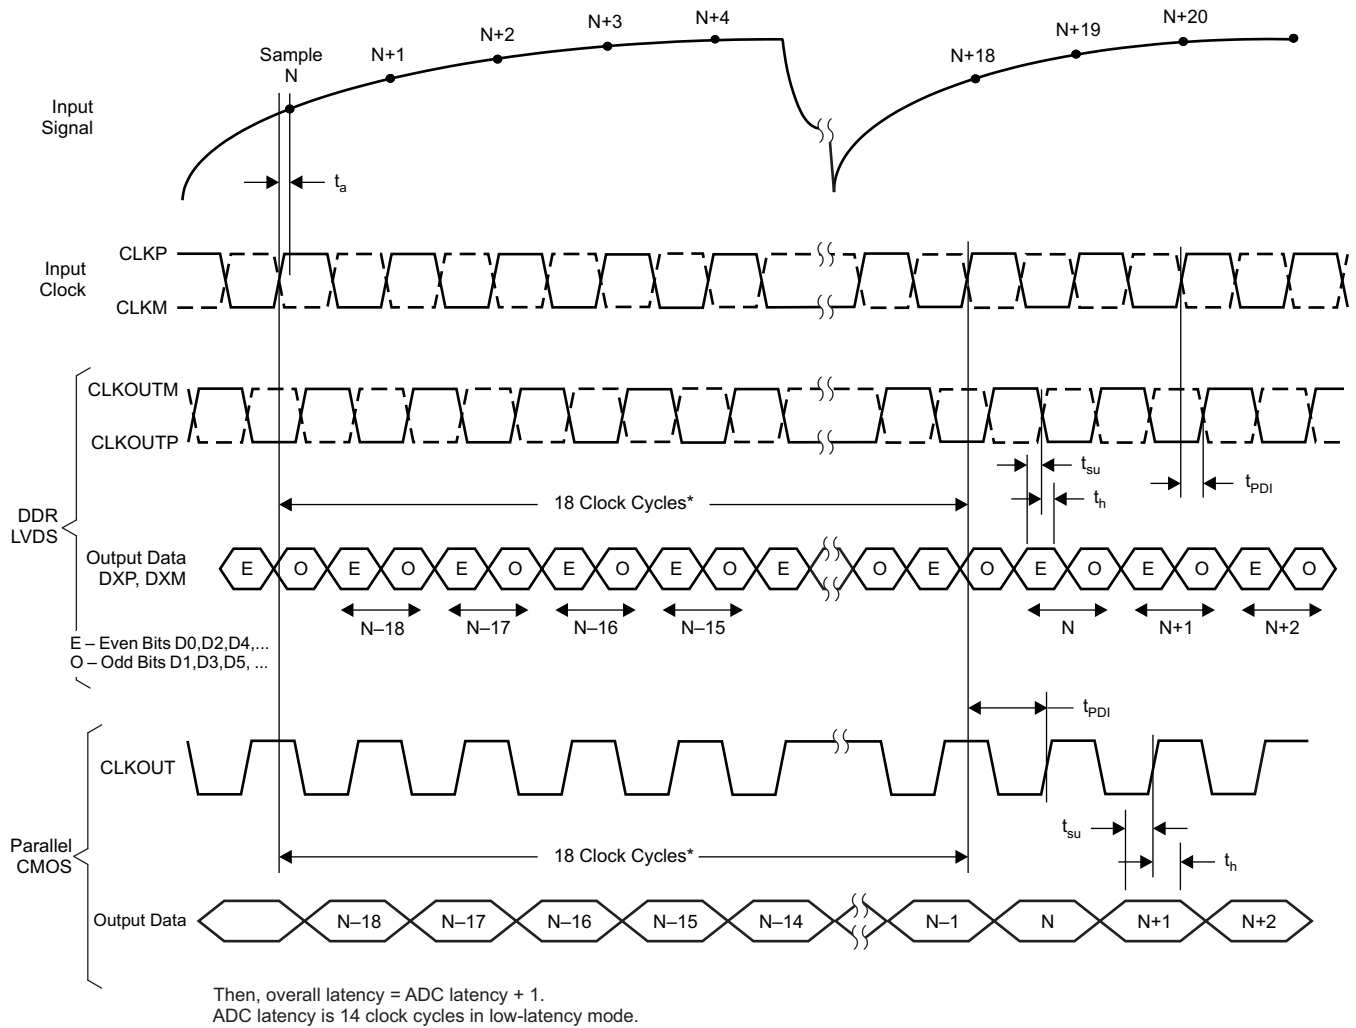 Sample
N
N+1
N+2
N+3
N+4
N+18
N+19
N+20
Input
Signal
ta
CLKP
Input
Clock
CLKM
CLKOUTM
CLKOUTP
tsu
th
tPDI
18 Clock Cycles*
DDR
LVDS
Output Data
DXP, DXM
E O E O E O E O E O E O E O E O E O E O
N–18 N–17 N–16 N–15 N N+1 N+2
E – Even Bits D0,D2,D4,...
O – Odd Bits D1,D3,D5, ...
tPDI
CLKOUT
tsu
th
Parallel
CMOS
18 Clock Cycles*
Output Data
N–18 N–17 N–16 N–15 N–14 N–1 N N+1 N+2
Then, overall latency = ADC latency + 1.
ADC latency is 14 clock cycles in low-latency mode.